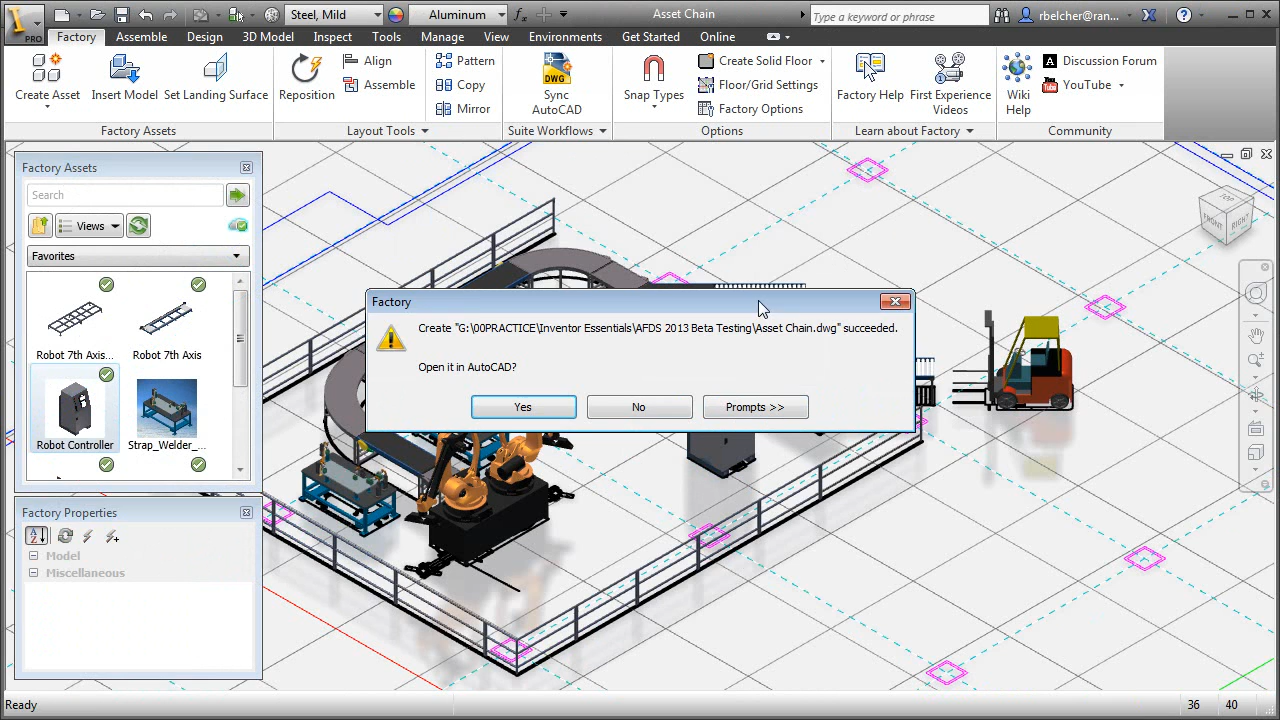 Steel, Mild
Aluminum
Asset Chain
Type a keyword or phrase
rbelcher@ran...
PRO
Factory
Assemble
Design
3D Model
Inspect
Tools
Manage
View
Environments
Get Started
Online
Create Asset
Insert Model
Set Landing Surface
Factory Assets
Reposition
Align
Assemble
Pattern
Copy
Mirror
Layout Tools
DWG
Sync
AutoCAD
Suite Workflows
Snap Types
Create Solid Floor
Floor/Grid Settings
Factory Options
Options
Factory Help
First Experience
Videos
Learn about Factory
Wiki
Help
Discussion Forum
YouTube
Community
Factory Assets
Search
Views
Favorites
Robot 7th Axis...
Robot 7th Axis
Robot Controller
Strap_Welder_...
Factory Properties
Model
Miscellaneous
Factory
Create "G:\00PRACTICE\Inventor Essentials\AFDS 2013 Beta Testing\Asset Chain.dwg" succeeded.
Open it in AutoCAD?
Yes
No
Prompts >>
TOP
FRONT
RIGHT
Ready
36
40